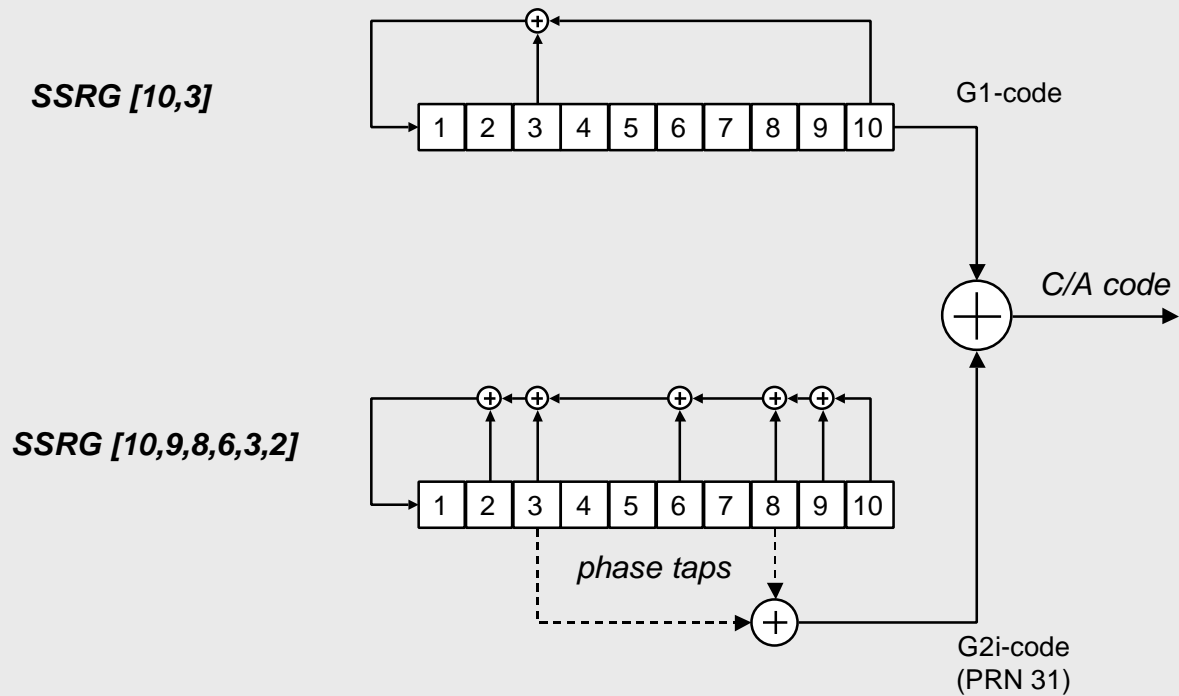 SSRG [10,3]
G1-code
1 2 3 4 5 6 7 8 9 10
C/A code
SSRG [10,9,8,6,3,2]
1 2 3 4 5 6 7 8 9 10
phase taps
G2i-code
(PRN 31)